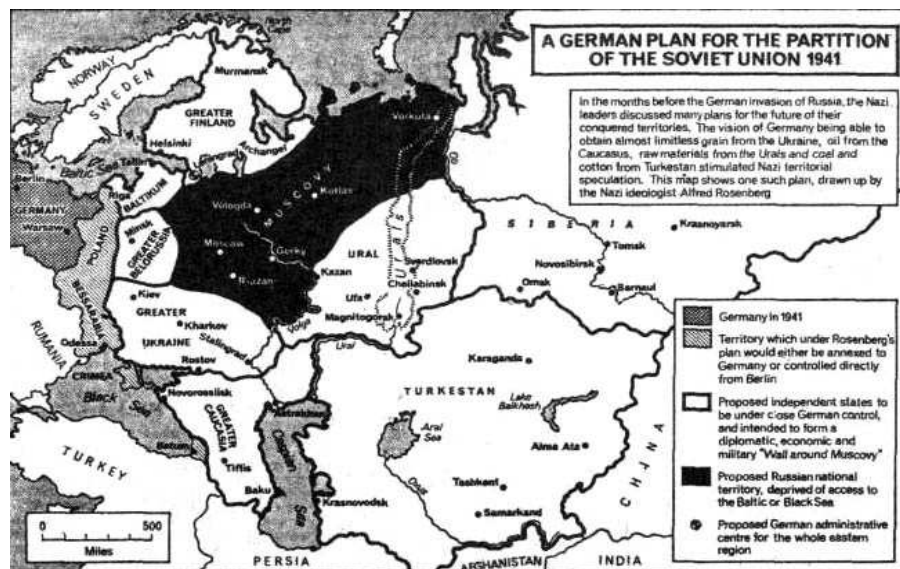 A GERMAN PLAN FOR THE PARTITION
OF THE SOVIET UNION 1941
In the months before the German invasion of Russia, the Nazi
leaders discussed many plans for the future of their
conquered territories. The vision of Germany being able to
obtain almost limitless grain from the Ukraine, oil from the
Caucasus, raw materials from the Urals and coal and
cotton from Turkestan stimulated Nazi territorial
speculation. This map shows one such plan, drawn up by
the Nazi ideologist Alfred Rosenberg
North
Cape
NORWAY
SWEDEN
Murmansk
GREATER
FINLAND
Helsinki
Archangel
Leningrad
Vorkuta
Ob
Baltic
Sea
Tallin
Berlin
Riga
BALTIKUM
GERMANY
Warsaw
POLAND
Minsk
GREATER
BELORUSSIA
MUSCOVY
Kotlas
Vologda
Moscow
Gorky
Ryazan
Kazan
URAL
Urals
Sverdlovsk
Chelyabinsk
Ufa
Magnitogorsk
SIBERIA
Krasnoyarsk
Tomsk
Novosibirsk
Omsk
Barnaul
BESSARABIA
Kiev
GREATER
UKRAINE
Kharkov
Stalingrad
Volga
Ural
RUMANIA
Odessa
Rostov
CRIMEA
Black
Sea
Novorossiisk
GREATER
CAUCASIA
Astrakhan
Caspian
Sea
Batum
Tiflis
Baku
Krasnovodsk
TURKEY
TURKESTAN
Karaganda
Lake
Balkhash
Aral
Sea
Oxus
Alma Ata
Tashkent
Samarkand
CHINA
PERSIA
AFGHANISTAN
INDIA
0 500
Miles
Germany in 1941
Territory which under Rosenberg's
plan would either be annexed to
Germany or controlled directly
from Berlin
Proposed independent states to
be under close German control,
and intended to form a
diplomatic, economic and
military "Wall around Muscovy"
Proposed Russian national
territory, deprived of access to
the Baltic or Black Sea
Proposed German administrative
centre for the whole eastern
region